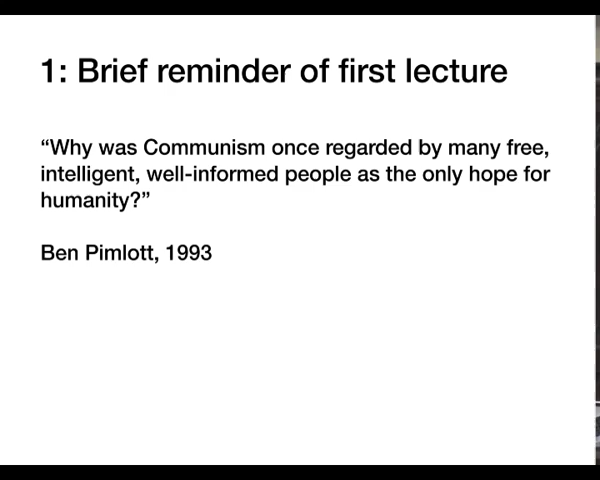 1: Brief reminder of first lecture
“Why was Communism once regarded by many free,
intelligent, well-informed people as the only hope for
humanity?”
Ben Pimlott, 1993